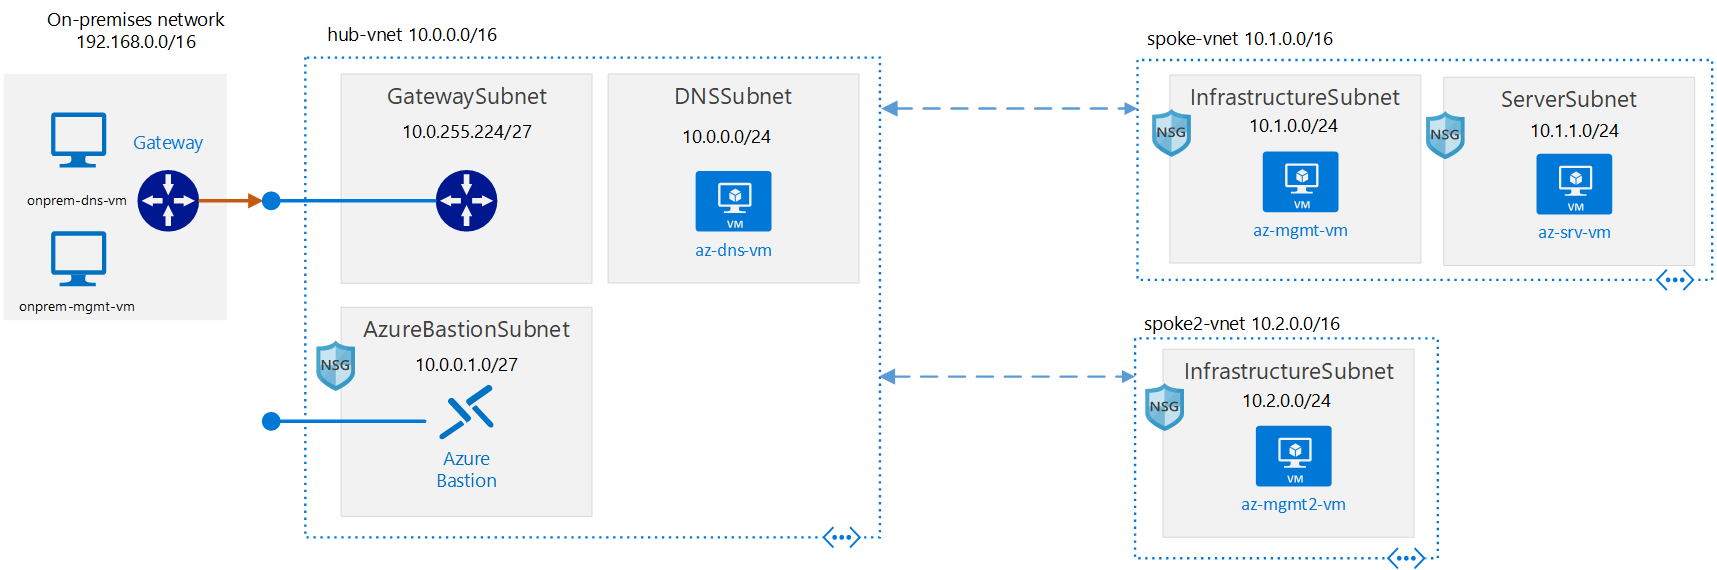 On-premises network
192.168.0.0/16
Gateway
onprem-dns-vm
onprem-mgmt-vm
hub-vnet 10.0.0.0/16
GatewaySubnet
10.0.255.224/27
DNSSubnet
10.0.0.0/24
VM
az-dns-vm
AzureBastionSubnet
10.0.0.1.0/27
NSG
Azure
Bastion
spoke-vnet 10.1.0.0/16
InfrastructureSubnet
10.1.0.0/24
NSG
VM
az-mgmt-vm
ServerSubnet
10.1.1.0/24
NSG
VM
az-srv-vm
spoke2-vnet 10.2.0.0/16
InfrastructureSubnet
10.2.0.0/24
NSG
VM
az-mgmt2-vm